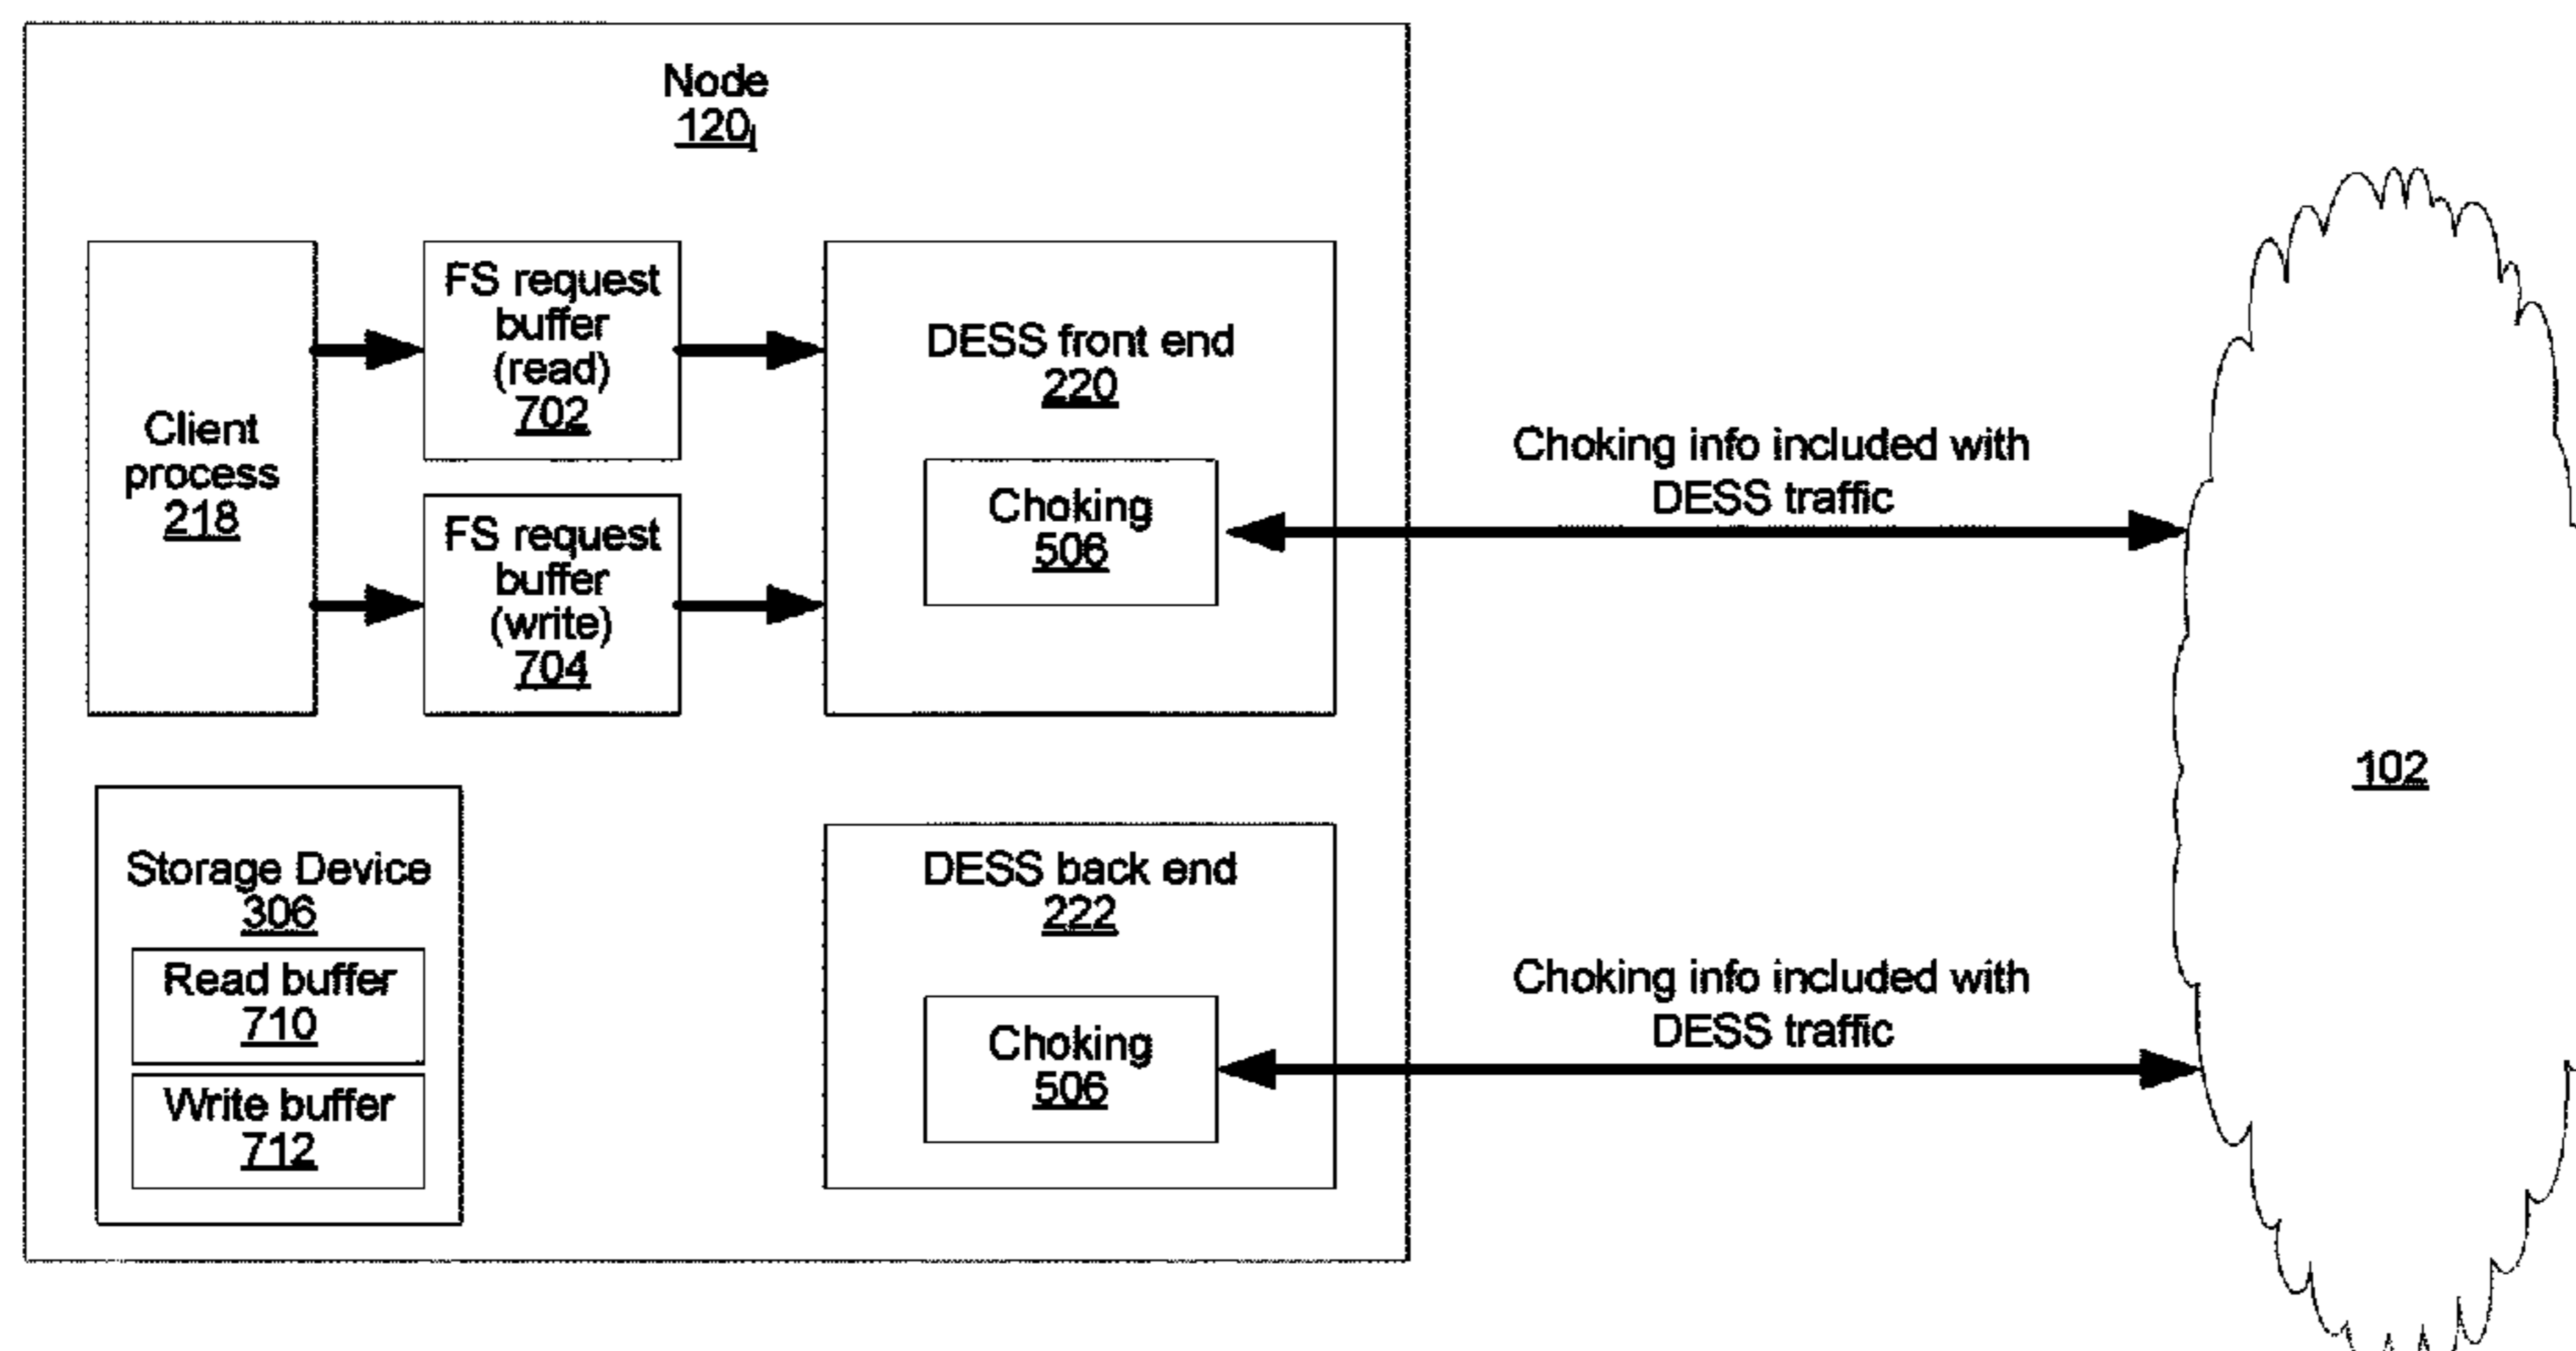 Node
120j
Client
process
218
FS request
buffer
(read)
702
FS request
buffer
(write)
704
DESS front end
220
Choking
506
Choking info included with
DESS traffic
102
Storage Device
306
Read buffer
710
Write buffer
712
DESS back end
222
Choking
506
Choking info included with
DESS traffic